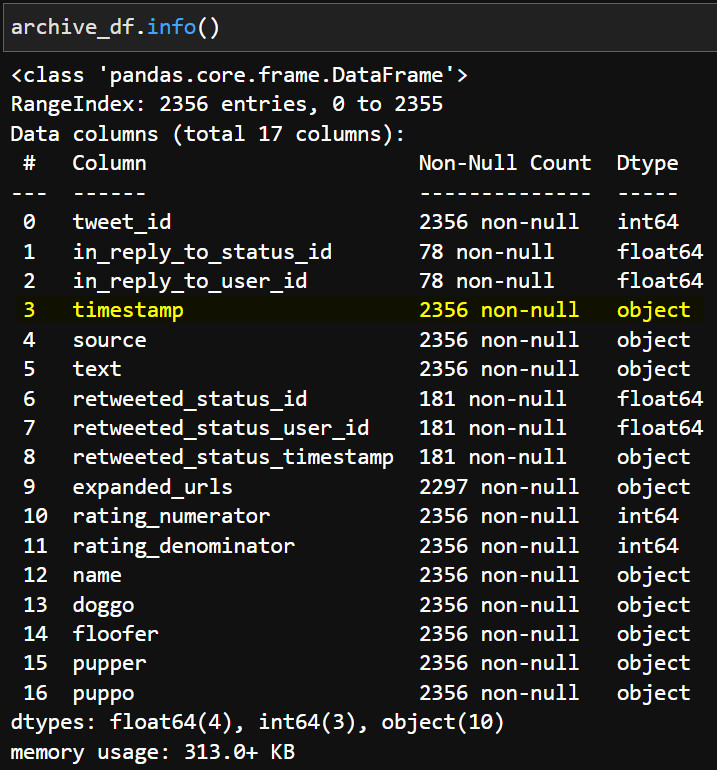 archive_df.info()
<class 'pandas.core.frame.DataFrame'>
RangeIndex: 2356 entries, 0 to 2355
Data columns (total 17 columns):
 #   Column                      Non-Null Count  Dtype
---  ------                      --------------  -----
 0   tweet_id                    2356 non-null   int64
 1   in_reply_to_status_id       78 non-null     float64
 2   in_reply_to_user_id         78 non-null     float64
 3   timestamp                   2356 non-null   object
 4   source                      2356 non-null   object
 5   text                        2356 non-null   object
 6   retweeted_status_id         181 non-null    float64
 7   retweeted_status_user_id    181 non-null    float64
 8   retweeted_status_timestamp  181 non-null    object
 9   expanded_urls               2297 non-null   object
 10  rating_numerator            2356 non-null   int64
 11  rating_denominator          2356 non-null   int64
 12  name                        2356 non-null   object
 13  doggo                       2356 non-null   object
 14  floofer                     2356 non-null   object
 15  pupper                      2356 non-null   object
 16  puppo                       2356 non-null   object
dtypes: float64(4), int64(3), object(10)
memory usage: 313.0+ KB